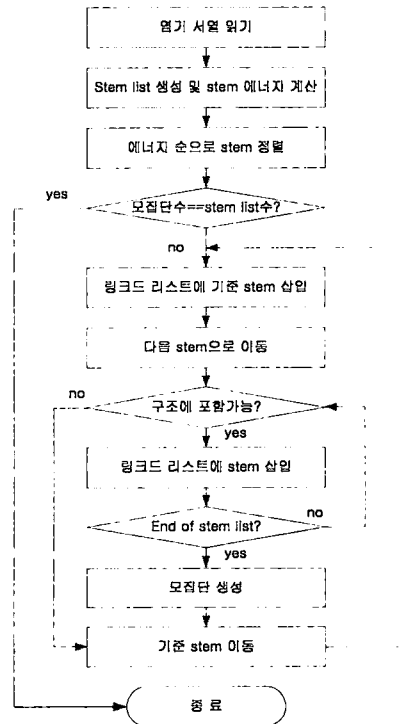 염기 서열 읽기
Stem list 생성 및 stem 에너지 계산
에너지 순으로 stem 정렬
yes
모집단수==stem list수?
no
링크드 리스트에 기준 stem 삽입
다음 stem으로 이동
no
구조에 포함가능?
yes
링크드 리스트에 stem 삽입
no
End of stem list?
yes
모집단 생성
기준 stem 이동
종 료